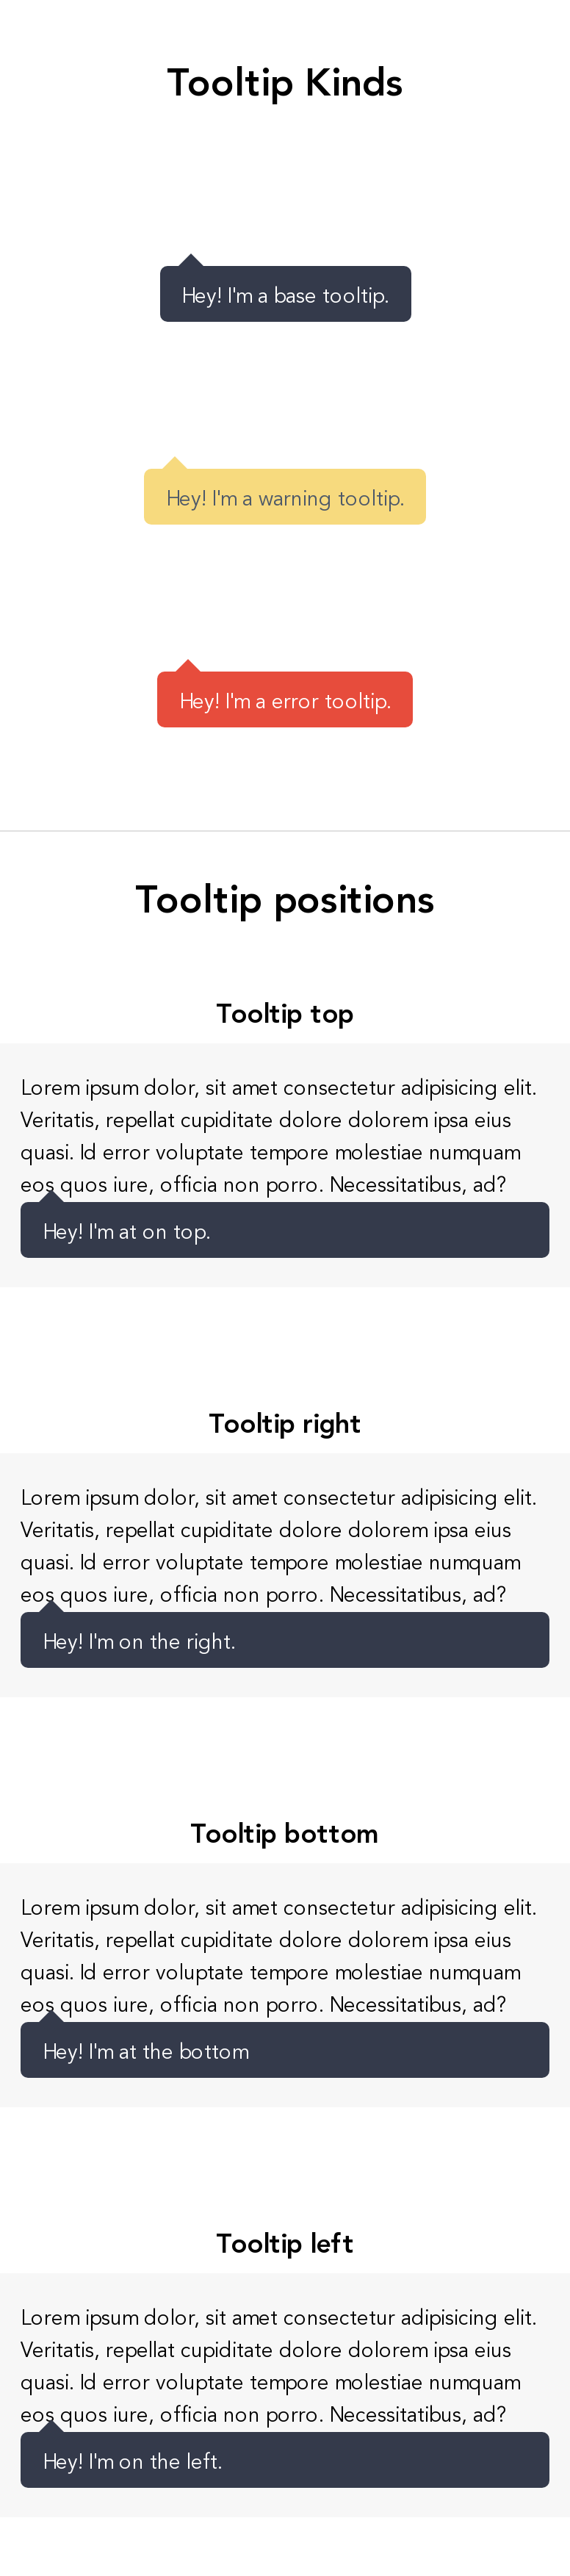 Tooltip Kinds
Hey! I'm a base tooltip.
Hey! I'm a warning tooltip.
Hey! I'm a error tooltip.
Tooltip positions
Tooltip top
Lorem ipsum dolor, sit amet consectetur adipisicing elit.
Veritatis, repellat cupiditate dolore dolorem ipsa eius
quasi. Id error voluptate tempore molestiae numquam
eos quos iure, officia non porro. Necessitatibus, ad?
Hey! I'm at on top.
Tooltip right
Lorem ipsum dolor, sit amet consectetur adipisicing elit.
Veritatis, repellat cupiditate dolore dolorem ipsa eius
quasi. Id error voluptate tempore molestiae numquam
eos quos iure, officia non porro. Necessitatibus, ad?
Hey! I'm on the right.
Tooltip bottom
Lorem ipsum dolor, sit amet consectetur adipisicing elit.
Veritatis, repellat cupiditate dolore dolorem ipsa eius
quasi. Id error voluptate tempore molestiae numquam
eos quos iure, officia non porro. Necessitatibus, ad?
Hey! I'm at the bottom
Tooltip left
Lorem ipsum dolor, sit amet consectetur adipisicing elit.
Veritatis, repellat cupiditate dolore dolorem ipsa eius
quasi. Id error voluptate tempore molestiae numquam
eos quos iure, officia non porro. Necessitatibus, ad?
Hey! I'm on the left.